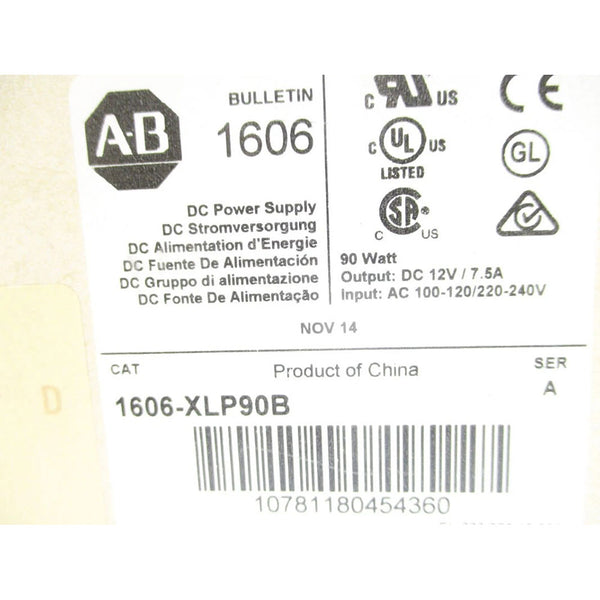 A-B
BULLETIN
1606
DC Power Supply
DC Stromversorgung
DC Alimentation d'Energie
DC Fuente De Alimentación
DC Gruppo di alimentazione
DC Fonte De Alimentação
C UL US
CE
C UL US
LISTED
GL
C SA US
90 Watt
Output: DC 12V / 7.5A
Input: AC 100-120/220-240V
NOV 14
CAT
Product of China
SER
1606-XLP90B
A
10781180454360
D